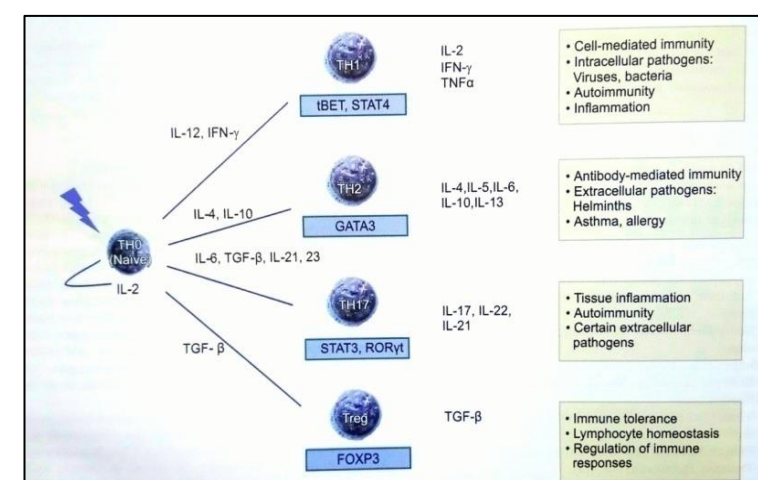 TH1
tBET, STAT4
IL-2
IFN-γ
TNFα
• Cell-mediated immunity
• Intracellular pathogens:
Viruses, bacteria
• Autoimmunity
• Inflammation
IL-12, IFN-γ
TH2
GATA3
IL-4,IL-5,IL-6,
IL-10,IL-13
• Antibody-mediated immunity
• Extracellular pathogens:
Helminths
• Asthma, allergy
IL-4, IL-10
TH0
(Naive)
IL-2
IL-6, TGF-β, IL-21, 23
TH17
STAT3, RORγt
IL-17, IL-22,
IL-21
• Tissue inflammation
• Autoimmunity
• Certain extracellular
pathogens
TGF- β
Treg
FOXP3
TGF-β
• Immune tolerance
• Lymphocyte homeostasis
• Regulation of immune
responses